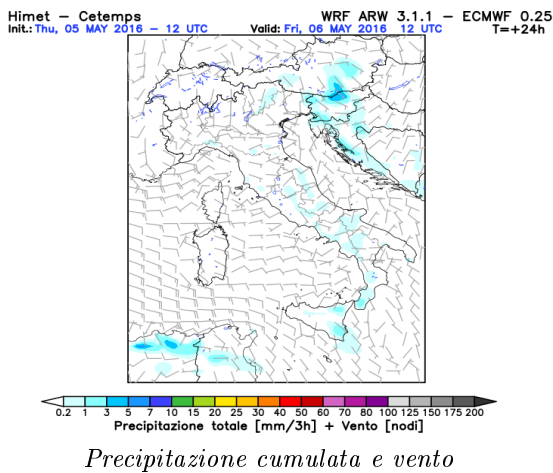 Himet – Cetemps WRF ARW 3.1.1 – ECMWF 0.25
Init.: Thu, 05 MAY 2016 – 12 UTC Valid: Fri, 06 MAY 2016 12 UTC T=+24h
0.2 1 3 5 7 10 15 20 25 30 40 50 60 70 80 100 125 150 175 200
Precipitazione totale [mm/3h] + Vento [nodi]
Precipitazione cumulata e vento